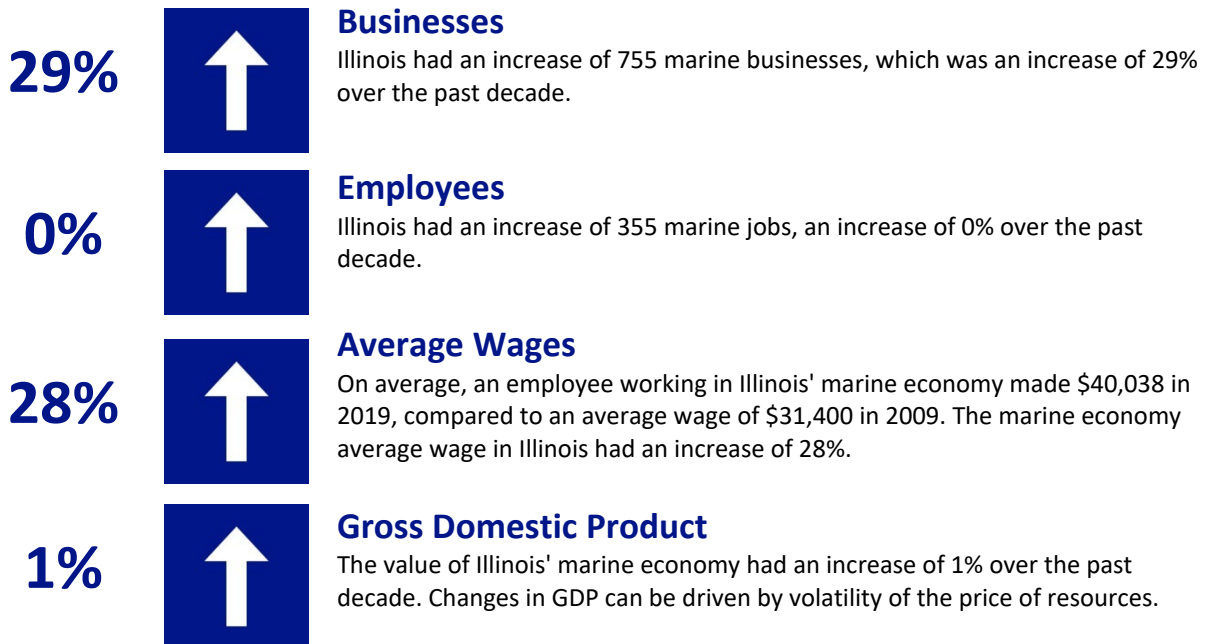 29%
Businesses
Illinois had an increase of 755 marine businesses, which was an increase of 29%
over the past decade.
0%
Employees
Illinois had an increase of 355 marine jobs, an increase of 0% over the past
decade.
28%
Average Wages
On average, an employee working in Illinois' marine economy made $40,038 in
2019, compared to an average wage of $31,400 in 2009. The marine economy
average wage in Illinois had an increase of 28%.
1%
Gross Domestic Product
The value of Illinois' marine economy had an increase of 1% over the past
decade. Changes in GDP can be driven by volatility of the price of resources.